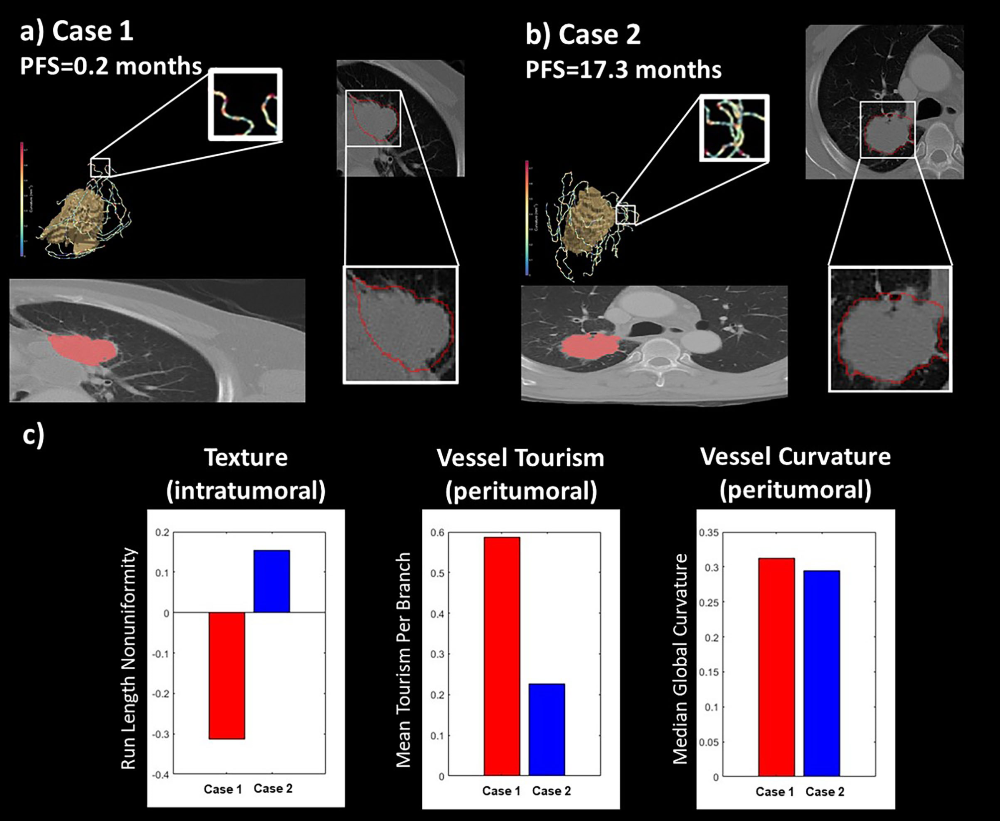 a) Case 1
PFS=0.2 months
b) Case 2
PFS=17.3 months
c)
Texture
(intratumoral)
Run Length Nonuniformity
0.2
0.1
0
-0.1
-0.2
-0.3
-0.4
Case 1 Case 2
Vessel Tourism
(peritumoral)
Mean Tourism Per Branch
0.6
0.5
0.4
0.3
0.2
0.1
0
Case 1 Case 2
Vessel Curvature
(peritumoral)
Median Global Curvature
0.35
0.3
0.25
0.2
0.15
0.1
0.05
0
Case 1 Case 2